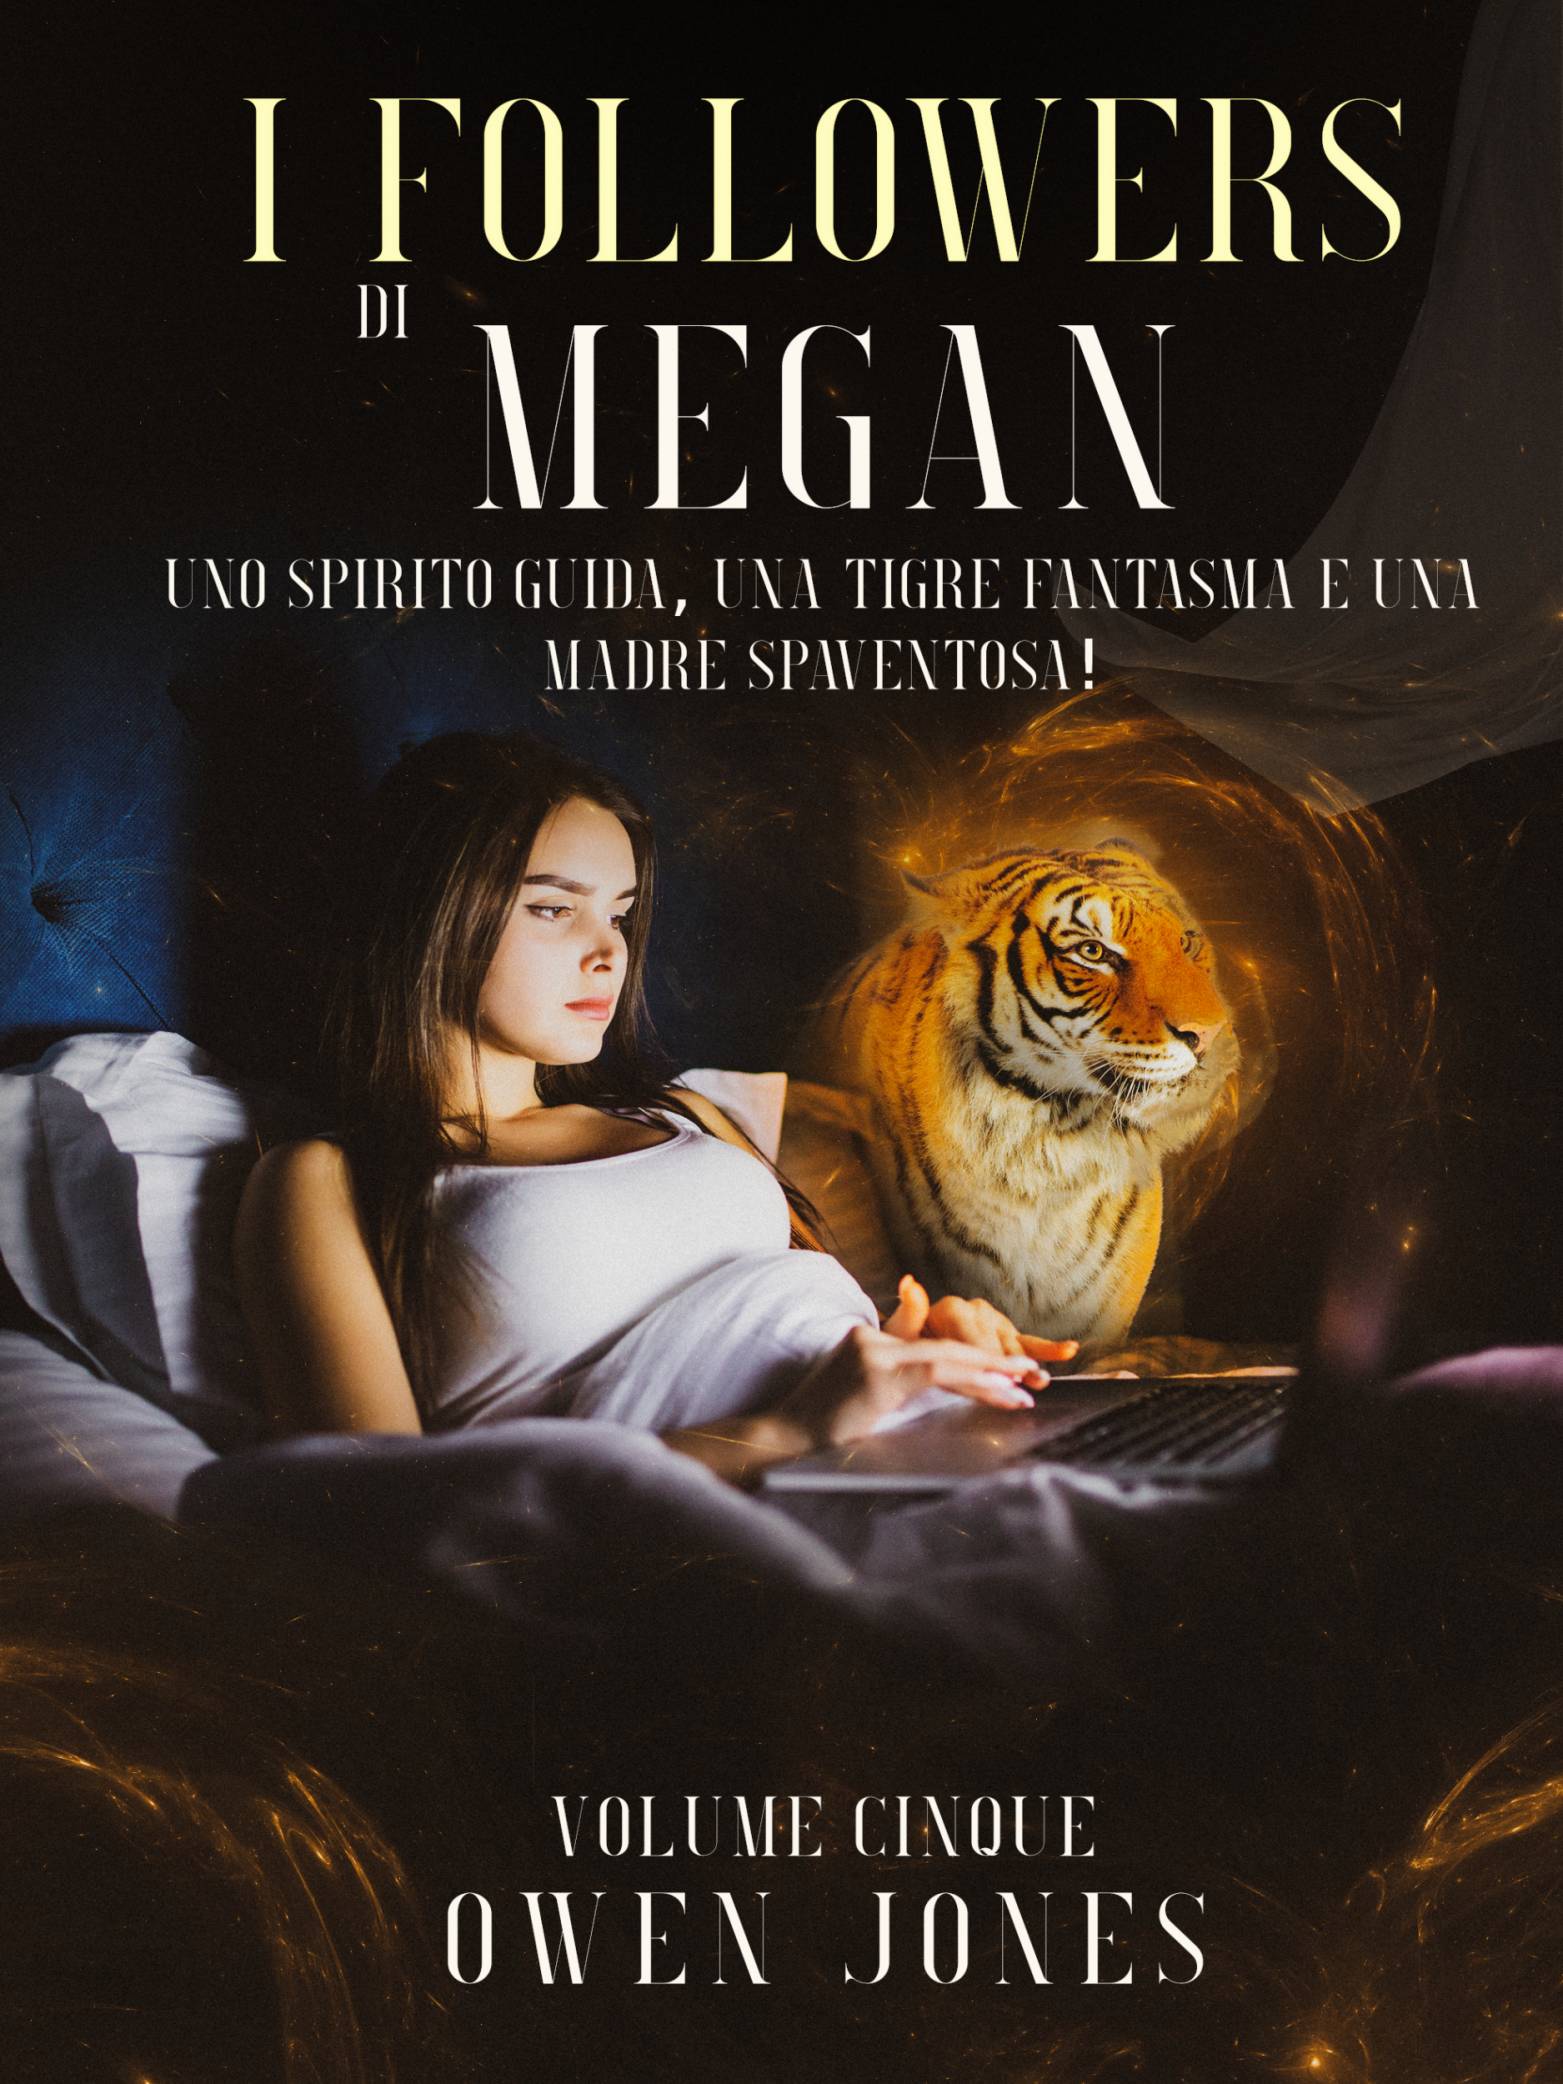 I FOLLOWERS
DI
MEGAN
UNO SPIRITO GUIDA, UNA TIGRE FANTASMA E UNA
MADRE SPAVENTOSA!
VOLUME CINQUE
OWEN JONES